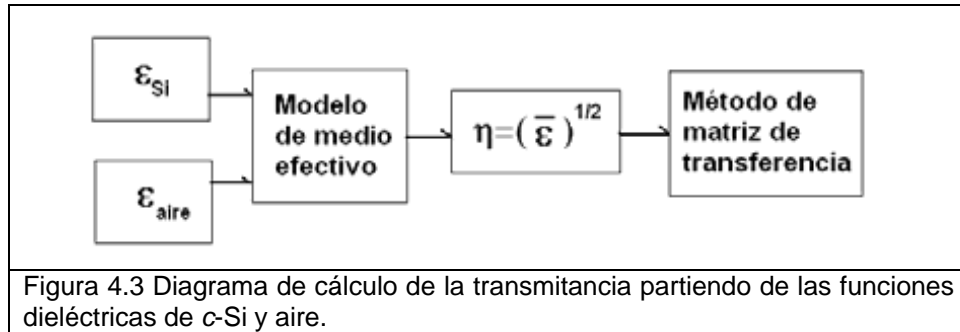 ε_Si
ε_aire
Modelo
de medio
efectivo
η=(ε̅)^1/2
Método de
matriz de
transferencia
Figura 4.3 Diagrama de cálculo de la transmitancia partiendo de las funciones
dieléctricas de c-Si y aire.